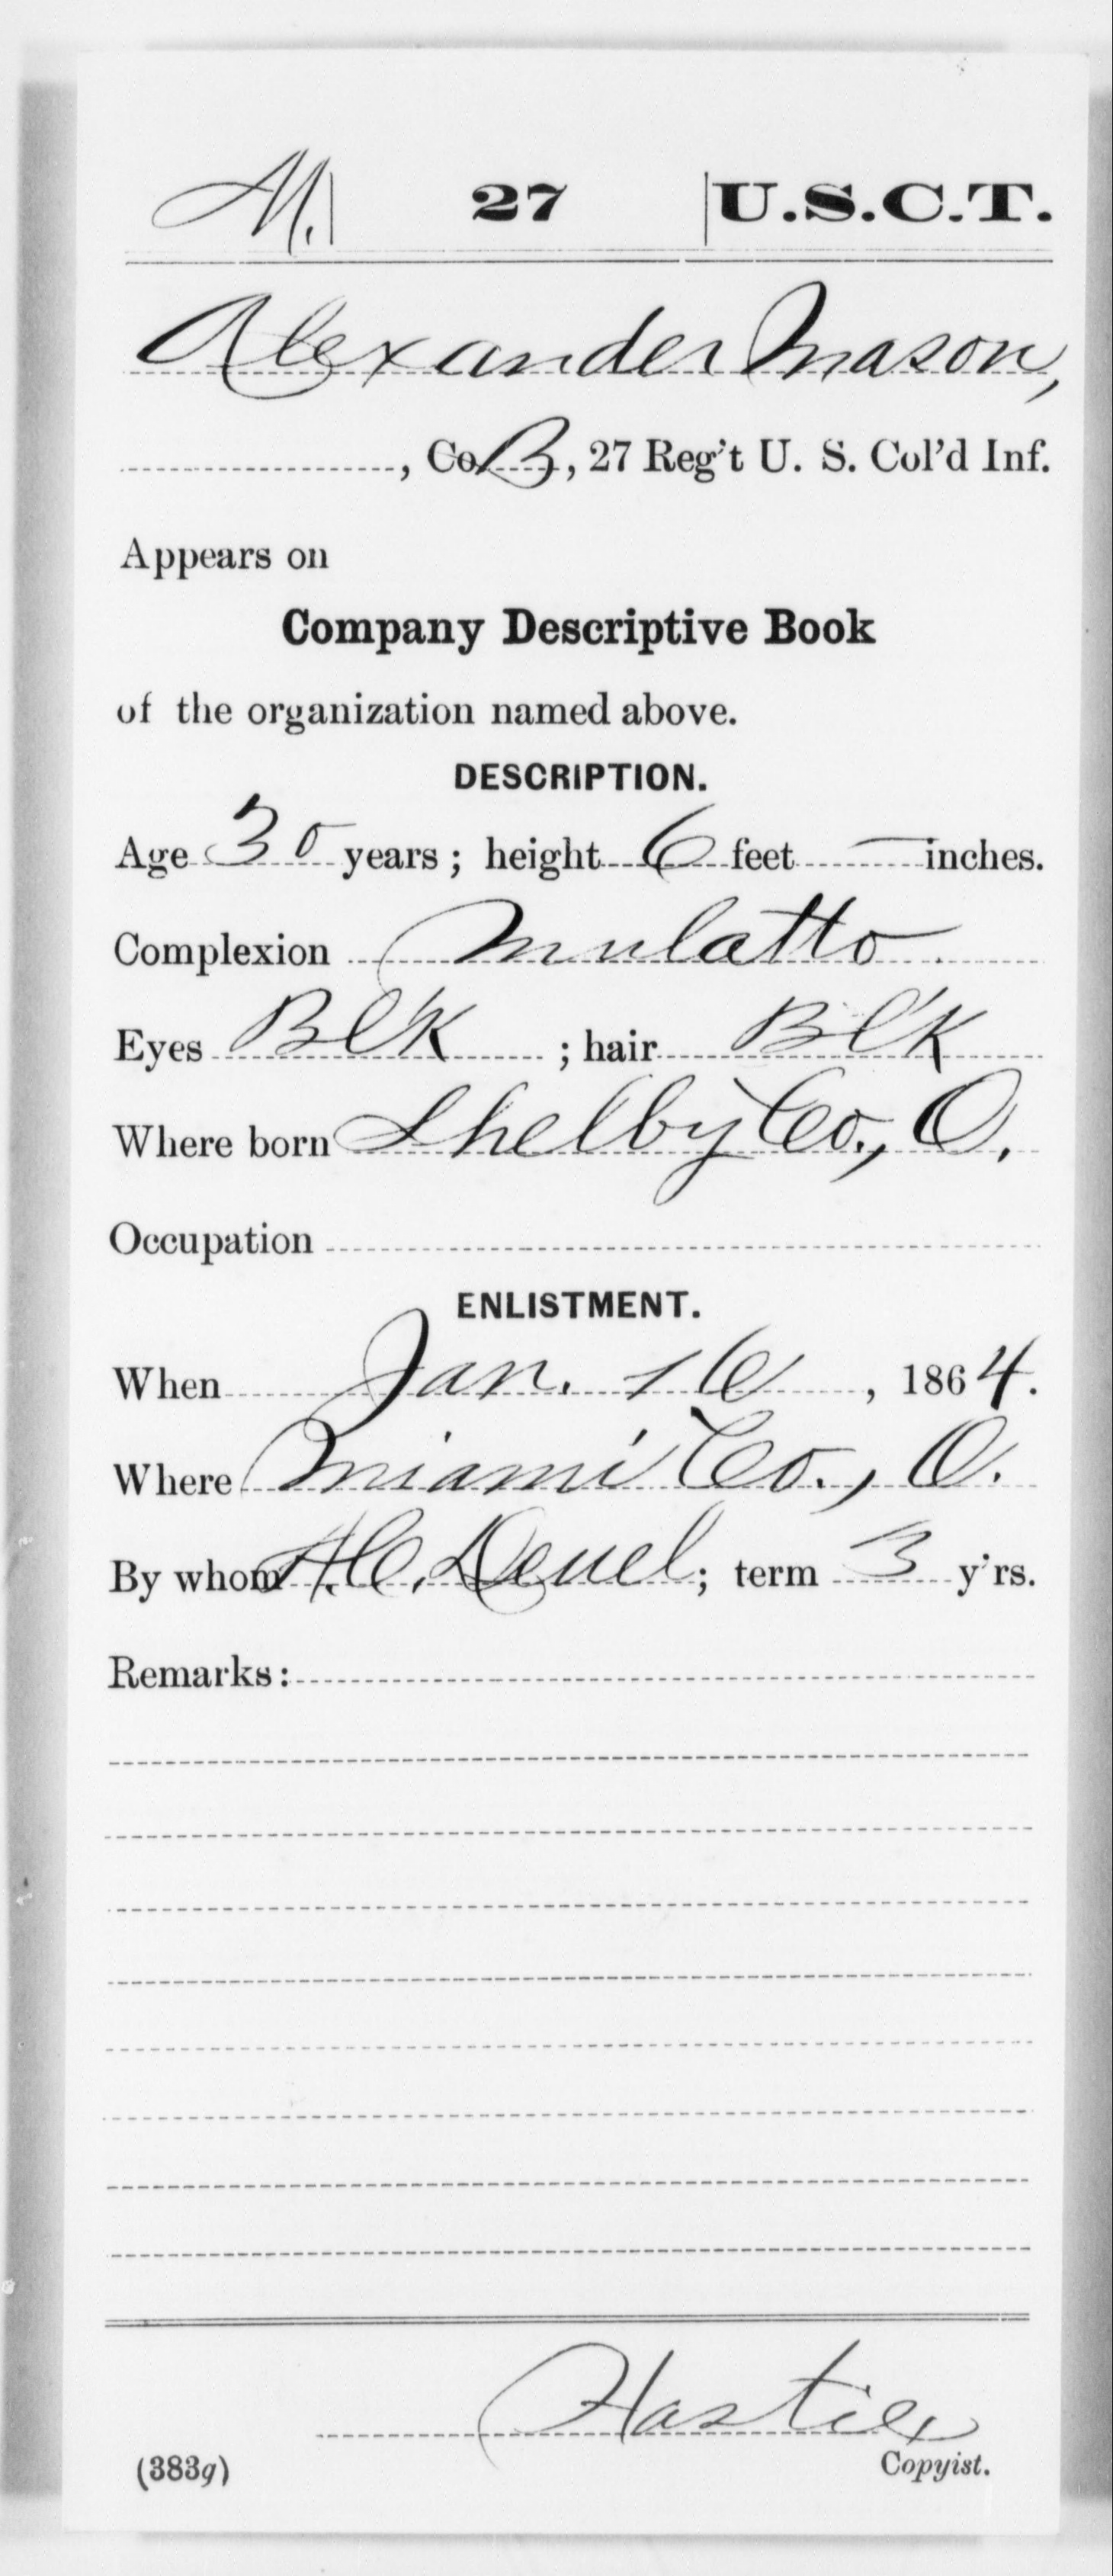 M. | 27 | U.S.C.T.
Alexander Mason,
, Co. B, 27 Reg't U. S. Col'd Inf.
Appears on
Company Descriptive Book
of the organization named above.
DESCRIPTION.
Age 30 years; height 6 feet — inches.
Complexion Mulatto.
Eyes Blk ; hair Blk
Where born Shelby Co., O.
Occupation
ENLISTMENT.
When Jan. 16, 1864.
Where Miami Co., O.
By whom H.C. Deuel; term 3 y'rs.
Remarks:
Hastie
(383g) Copyist.